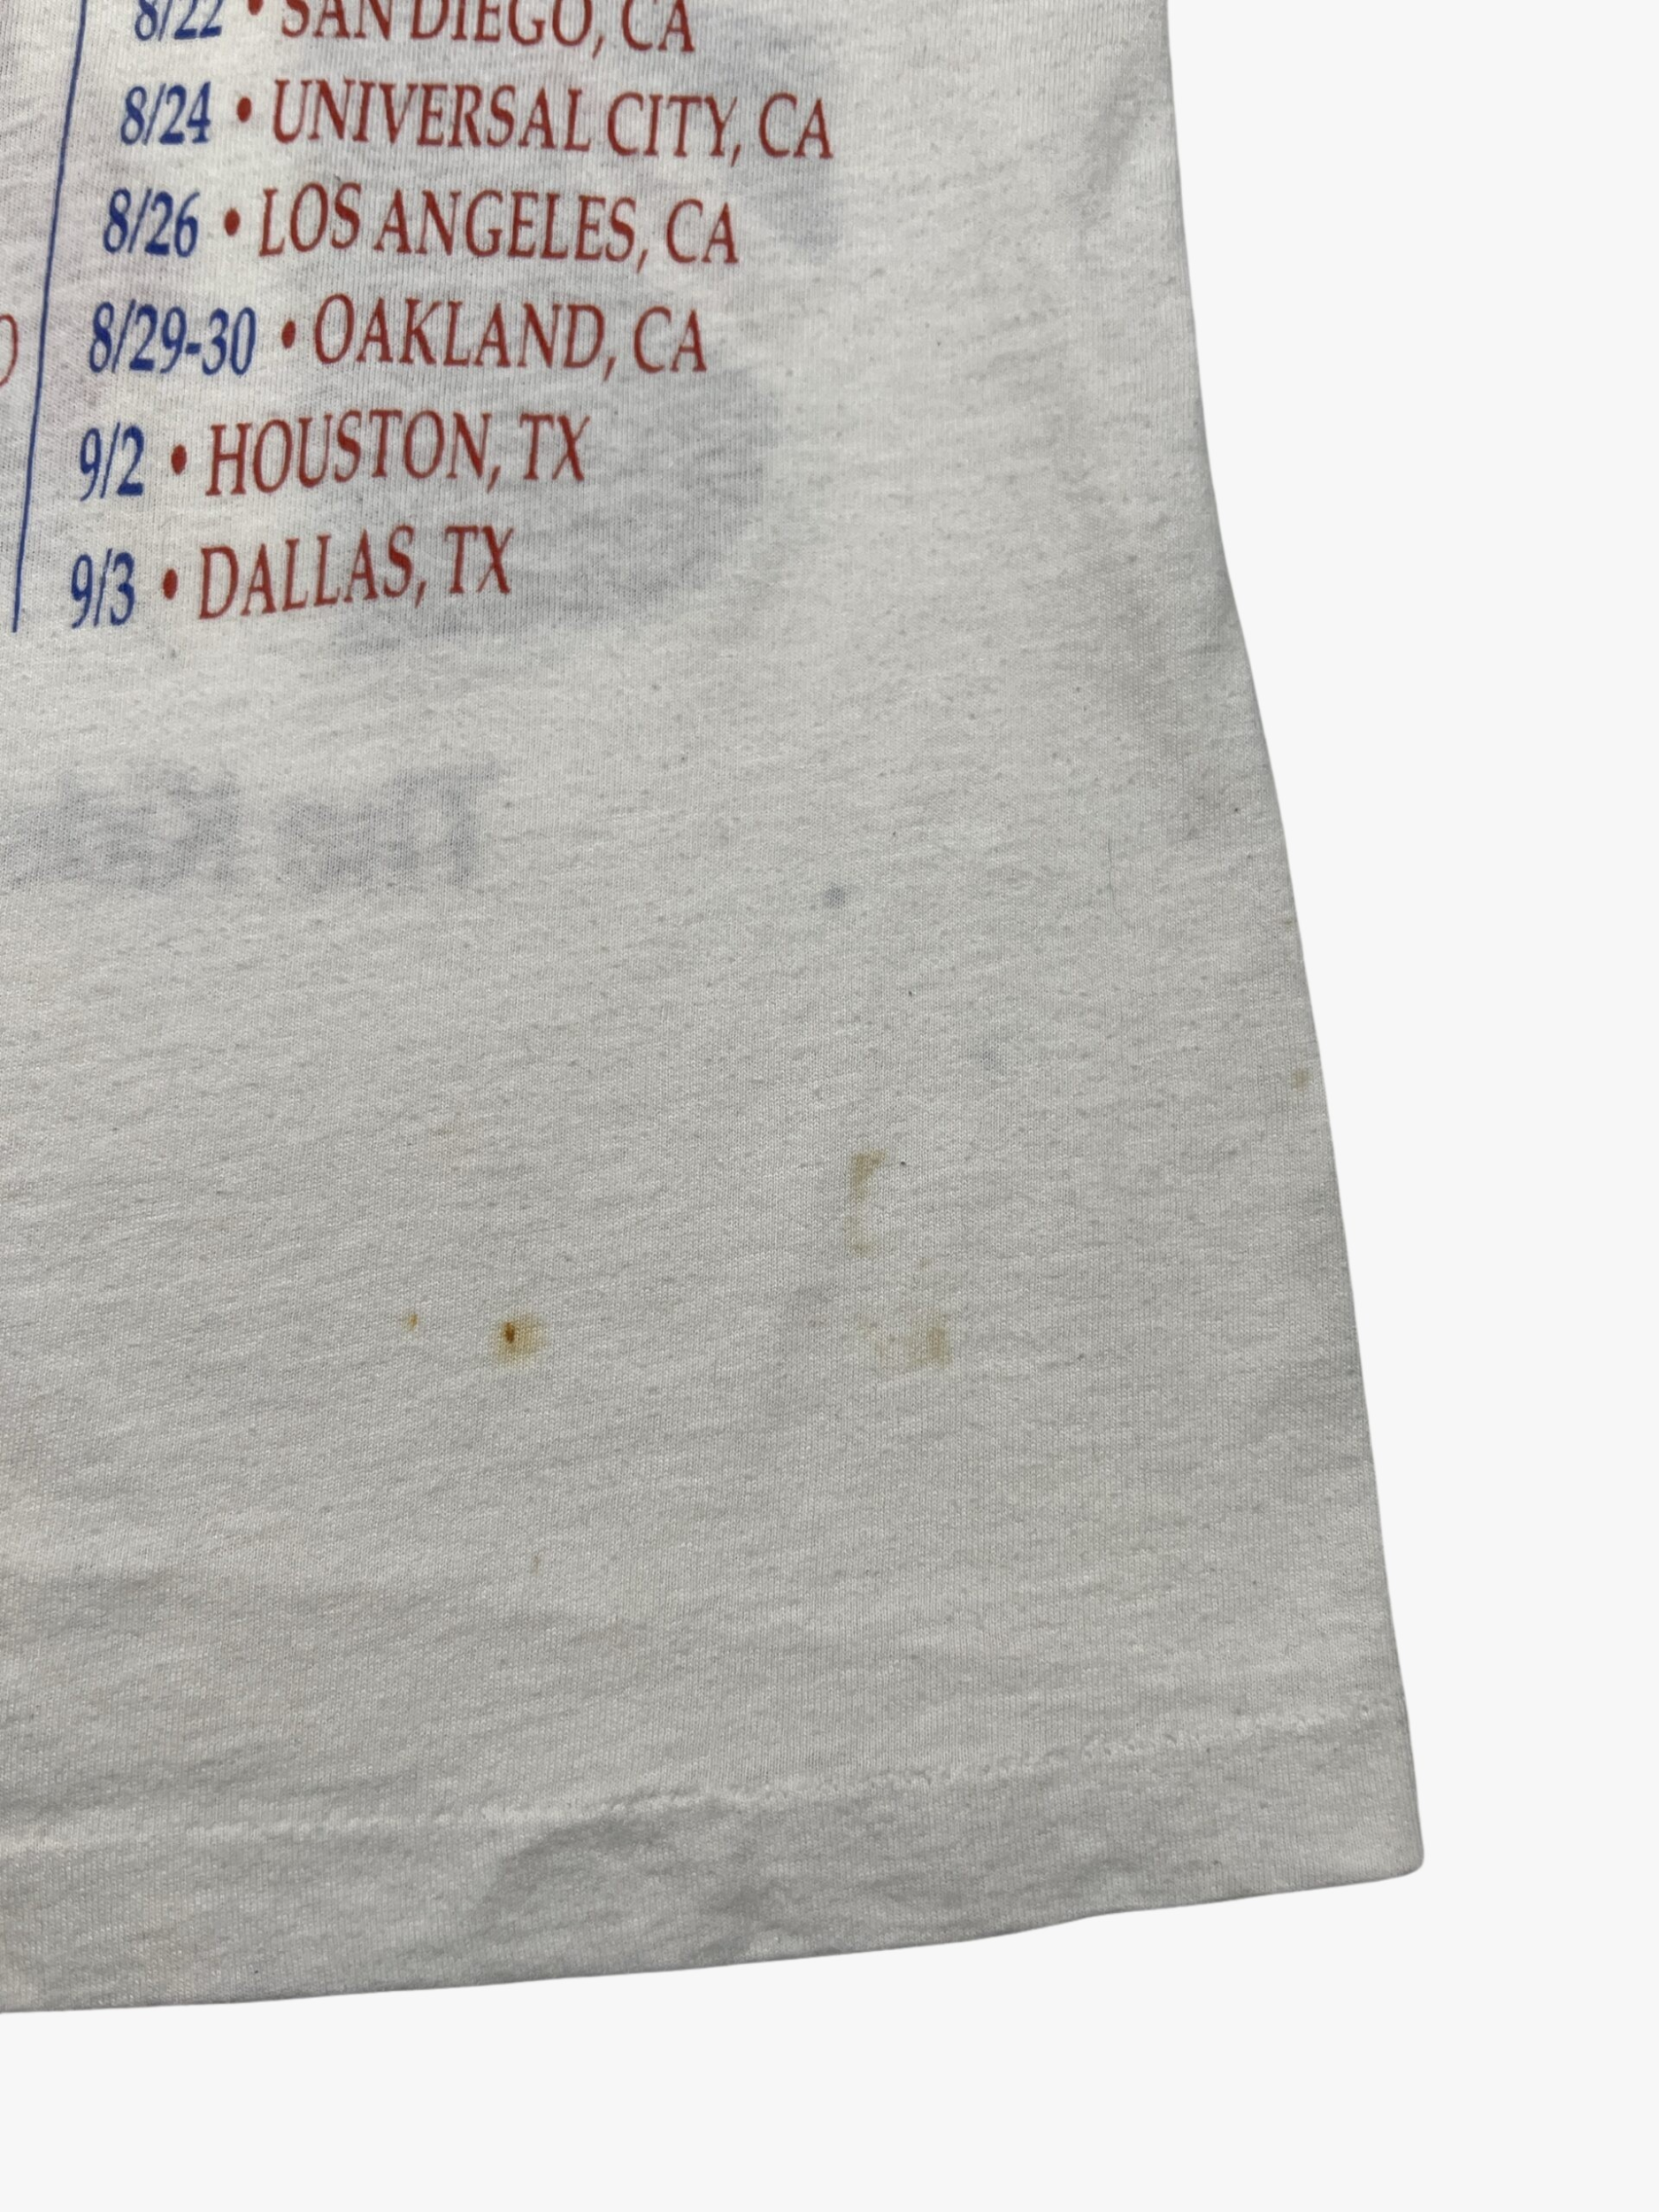 8/22 • SAN DIEGO, CA
8/24 • UNIVERSAL CITY, CA
8/26 • LOS ANGELES, CA
8/29-30 • OAKLAND, CA
9/2 • HOUSTON, TX
9/3 • DALLAS, TX